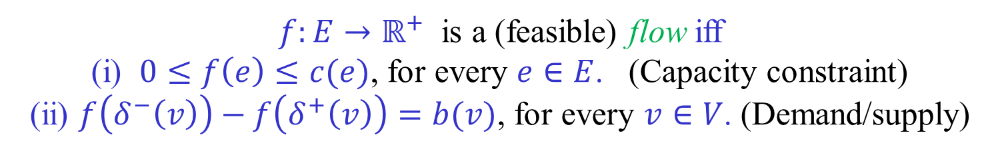 f: E → ℝ⁺ is a (feasible) flow iff
(i) 0 ≤ f(e) ≤ c(e), for every e ∈ E. (Capacity constraint)
(ii) f(δ⁻(v)) − f(δ⁺(v)) = b(v), for every v ∈ V. (Demand/supply)